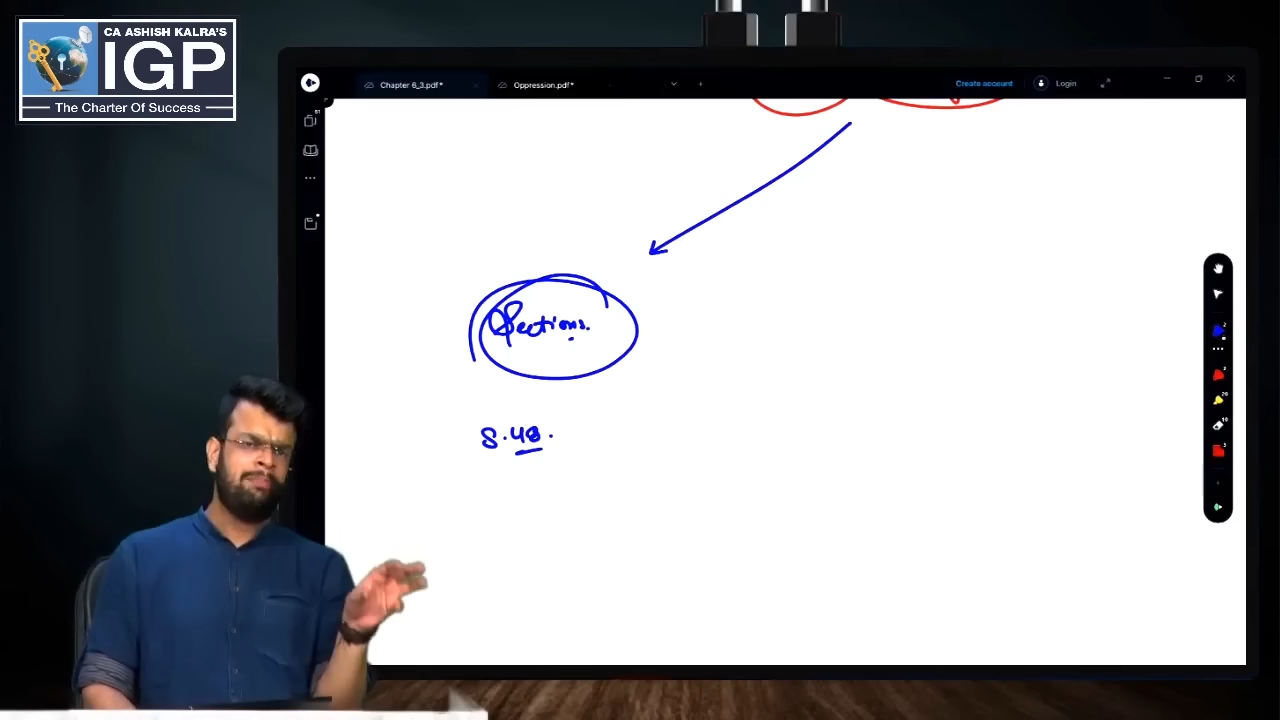 CA ASHISH KALRA'S
IGP
The Charter Of Success
Chapter 6_3.pdf*
Oppression.pdf*
Create account
Login
Sections.
S.48.